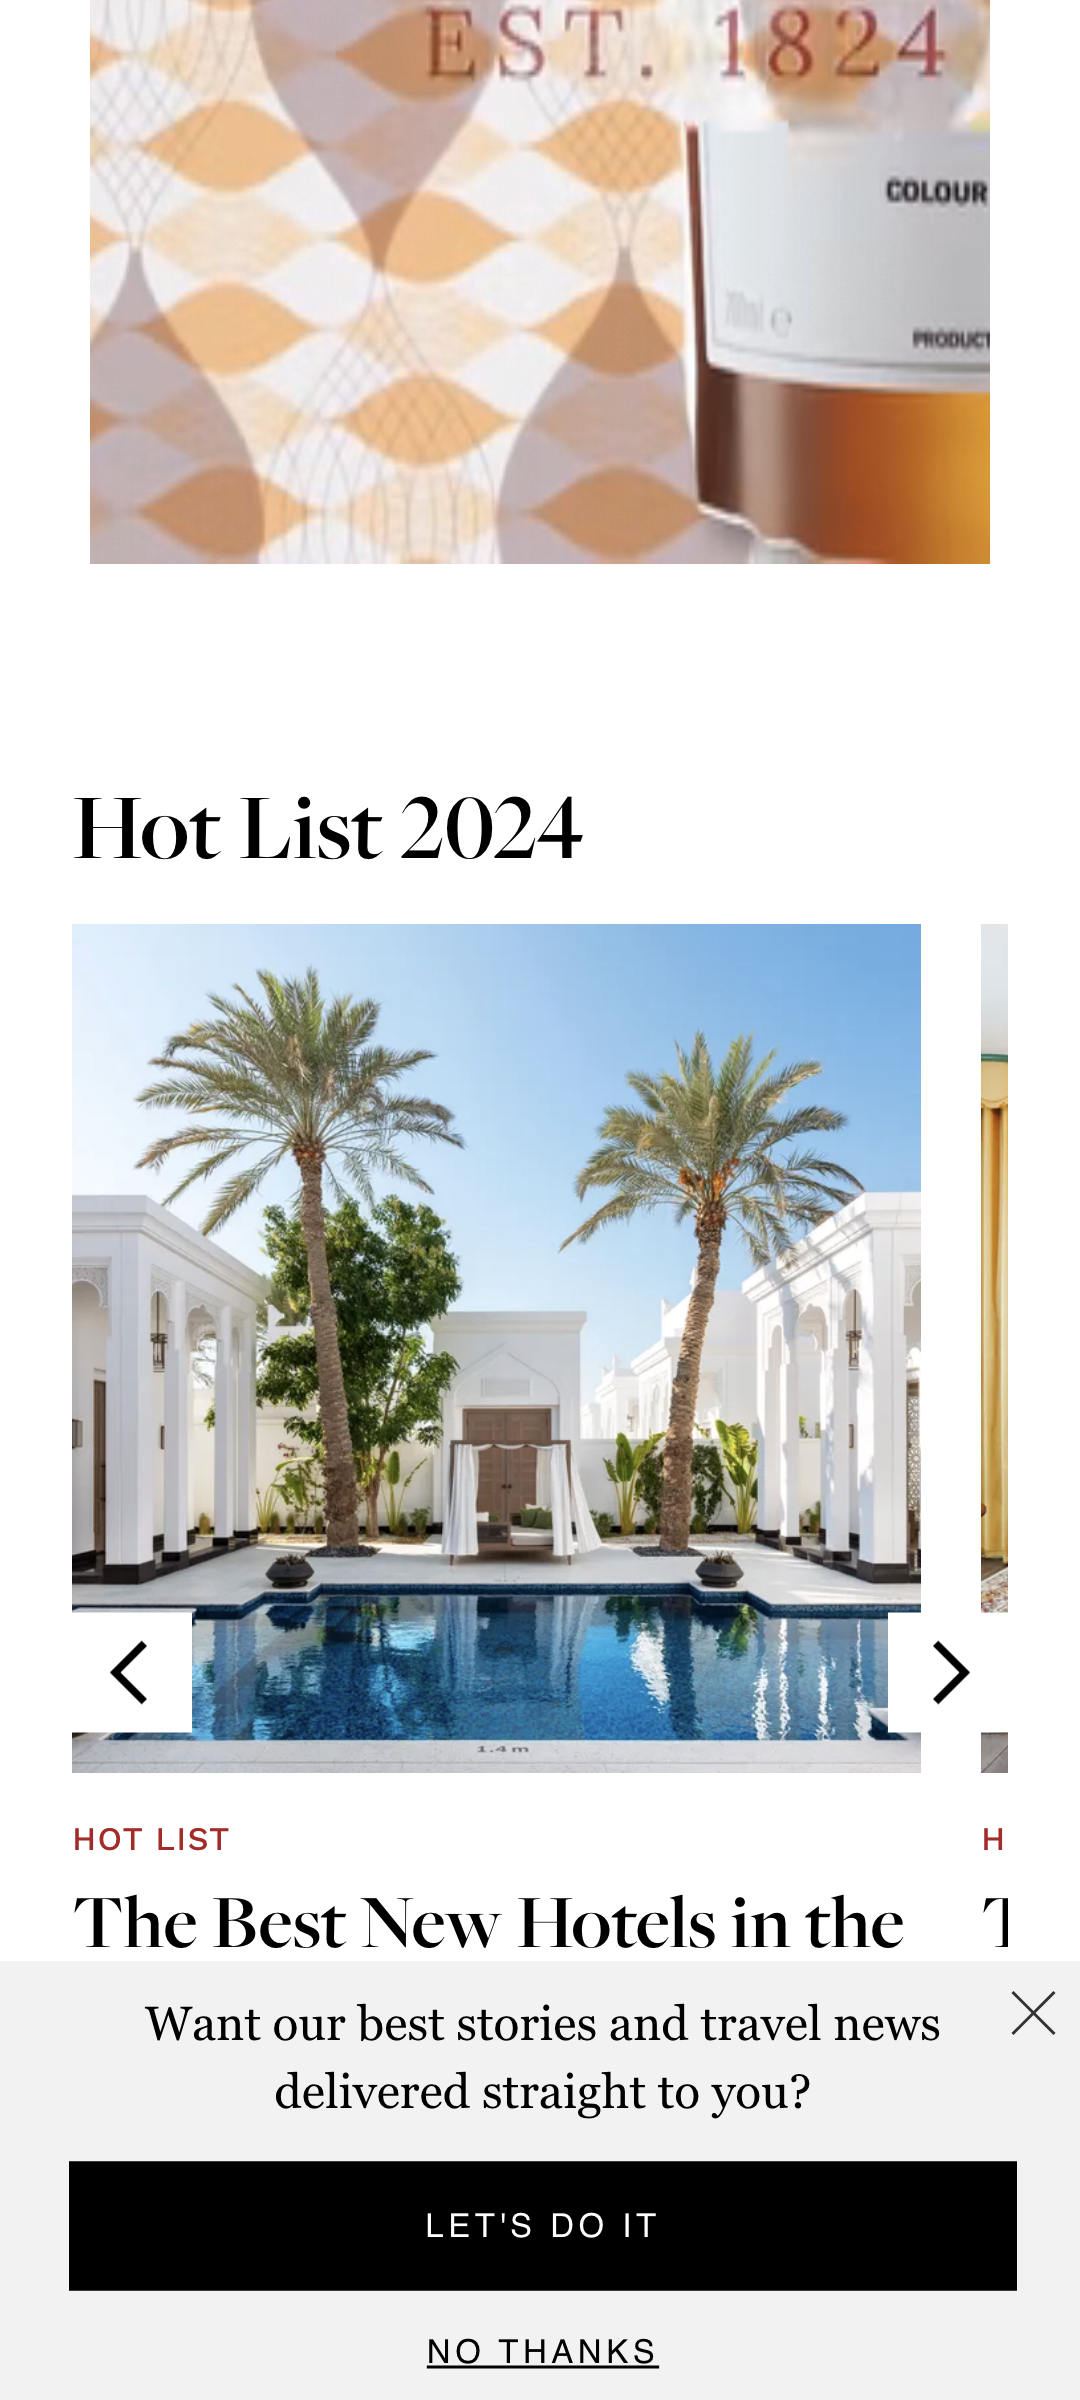 EST. 1824
COLOUR
700ml e
PRODUCT
Hot List 2024
1.4 m
HOT LIST
H
The Best New Hotels in the
T
Want our best stories and travel news
delivered straight to you?
LET'S DO IT
NO THANKS